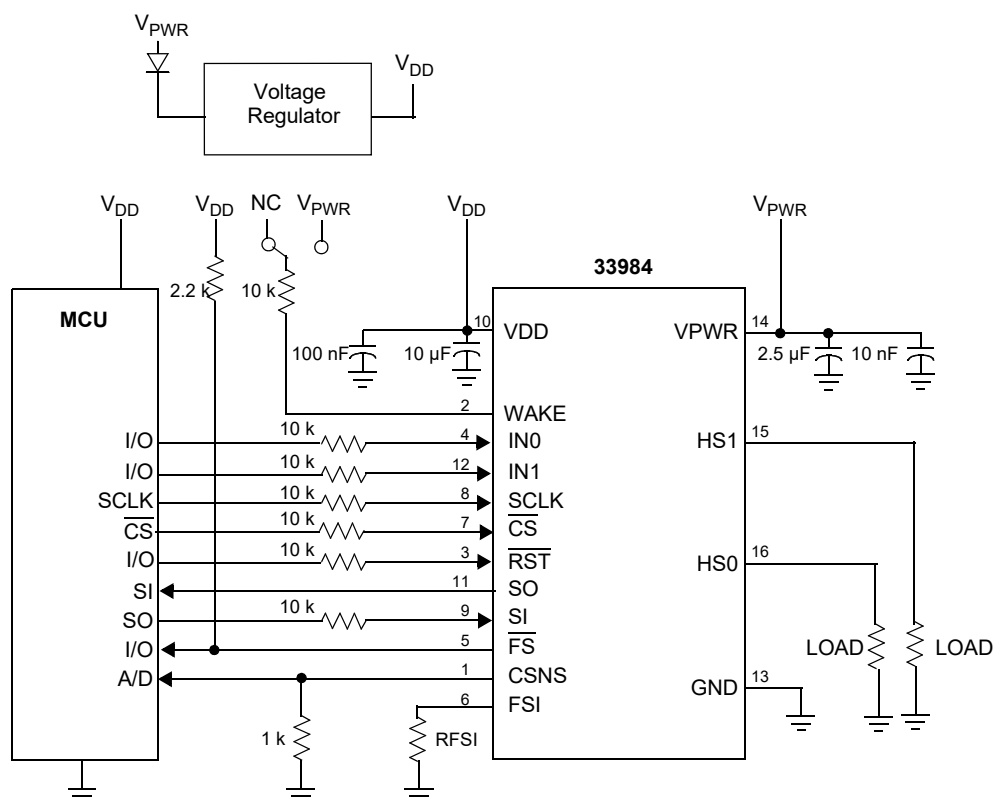 VPWR
Voltage
Regulator
VDD
VDD
VDD
NC
VPWR
VDD
VPWR
33984
MCU
2.2 k
10 k
100 nF
10 µF
10
VDD
VPWR
14
2.5 µF
10 nF
2
WAKE
I/O
10 k
4
IN0
HS1
15
I/O
10 k
12
IN1
SCLK
10 k
8
SCLK
CS
10 k
7
CS
I/O
10 k
3
RST
HS0
16
SI
11
SO
SO
10 k
9
SI
I/O
5
FS
LOAD
LOAD
A/D
1
CSNS
GND
13
6
FSI
1 k
RFSI